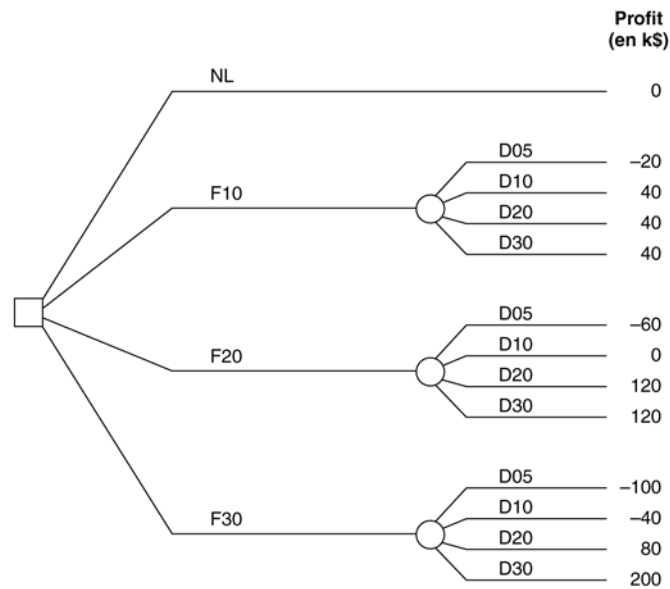 Profit
(en k$)
NL 0
D05 –20
F10 D10 40
D20 40
D30 40
D05 –60
F20 D10 0
D20 120
D30 120
D05 –100
F30 D10 –40
D20 80
D30 200